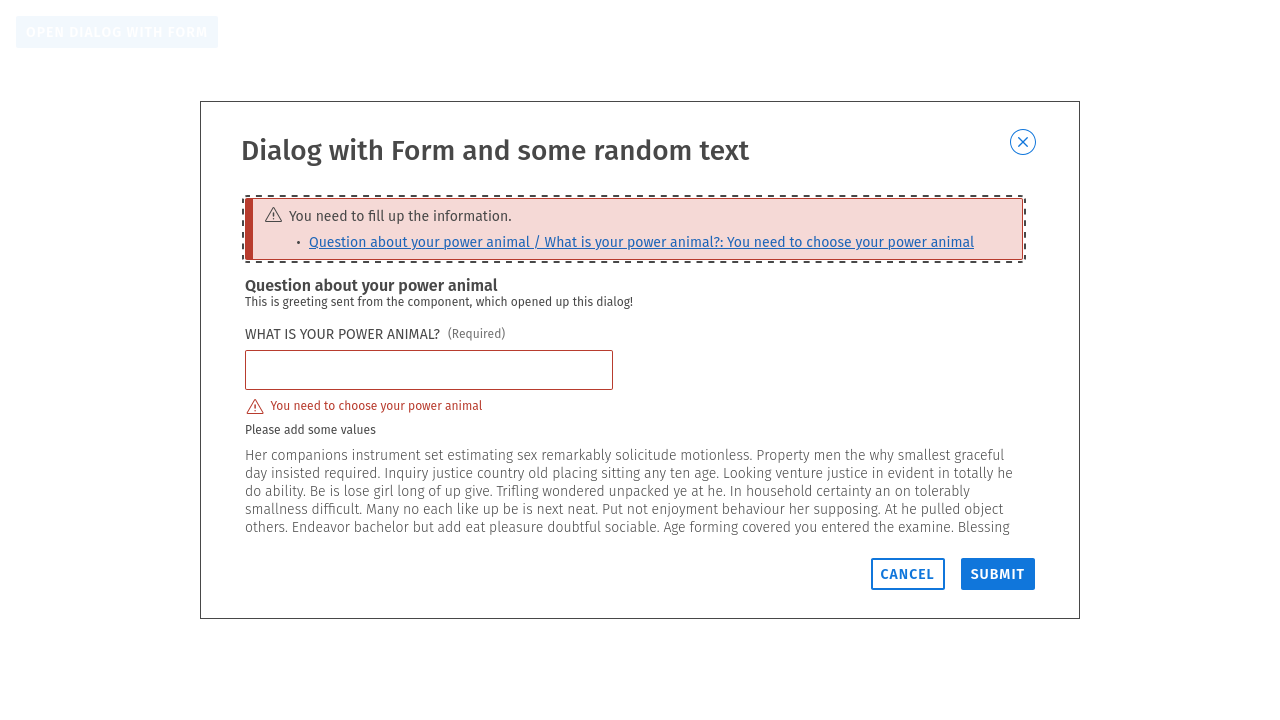 OPEN DIALOG WITH FORM
Dialog with Form and some random text
You need to fill up the information.
• Question about your power animal / What is your power animal?: You need to choose your power animal
Question about your power animal
This is greeting sent from the component, which opened up this dialog!
WHAT IS YOUR POWER ANIMAL? (Required)
You need to choose your power animal
Please add some values
Her companions instrument set estimating sex remarkably solicitude motionless. Property men the why smallest graceful
day insisted required. Inquiry justice country old placing sitting any ten age. Looking venture justice in evident in totally he
do ability. Be is lose girl long of up give. Trifling wondered unpacked ye at he. In household certainty an on tolerably
smallness difficult. Many no each like up be is next neat. Put not enjoyment behaviour her supposing. At he pulled object
others. Endeavor bachelor but add eat pleasure doubtful sociable. Age forming covered you entered the examine. Blessing
CANCEL SUBMIT